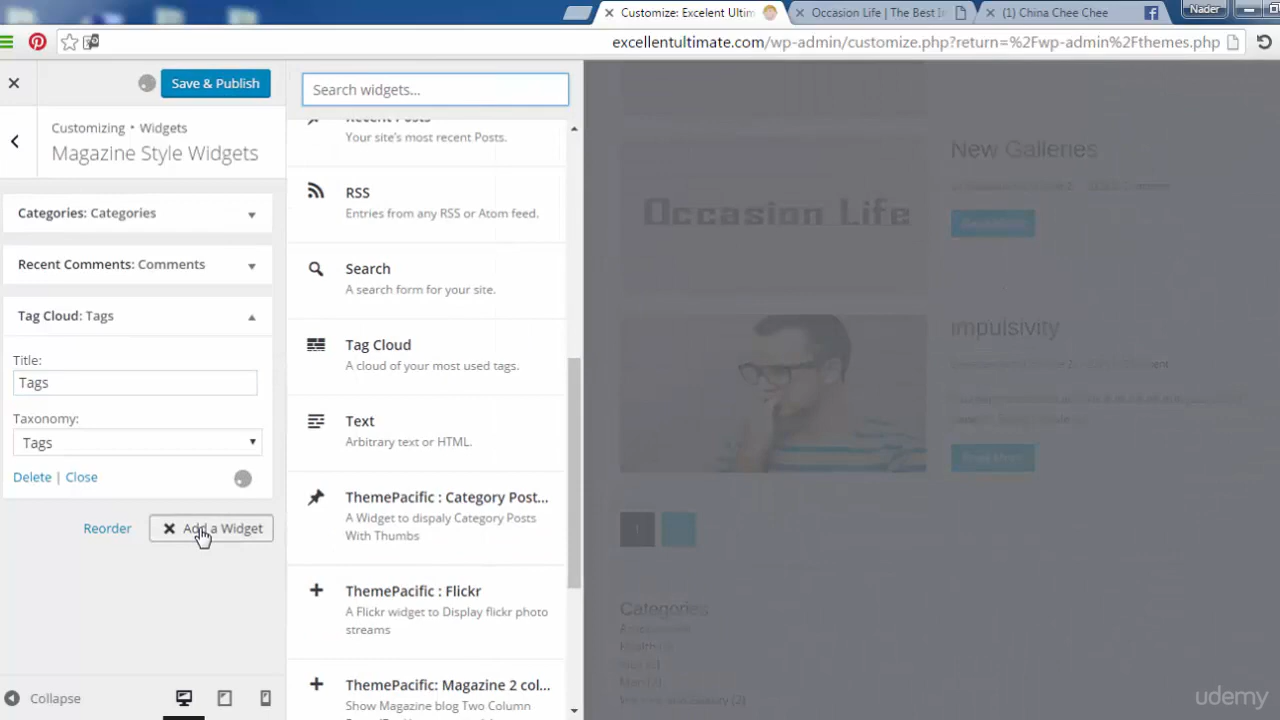 Customize: Excelent Ultim
Occasion Life | The Best In
(1) China Chee Chee
Nader
excellentultimate.com/wp-admin/customize.php?return=%2Fwp-admin%2Fthemes.php
Save & Publish
Customizing • Widgets
Magazine Style Widgets
Categories: Categories
Recent Comments: Comments
Tag Cloud: Tags
Title:
Tags
Taxonomy:
Tags
Delete | Close
Reorder
Add a Widget
Collapse
Search widgets...
Recent Posts
Your site's most recent Posts.
RSS
Entries from any RSS or Atom feed.
Search
A search form for your site.
Tag Cloud
A cloud of your most used tags.
Text
Arbitrary text or HTML.
ThemePacific : Category Post...
A Widget to dispaly Category Posts
With Thumbs
ThemePacific : Flickr
A Flickr widget to Display flickr photo
streams
ThemePacific: Magazine 2 col...
Show Magazine blog Two Column
Occasion Life
New Galleries
impulsivity
Read More
1
Categories
udemy